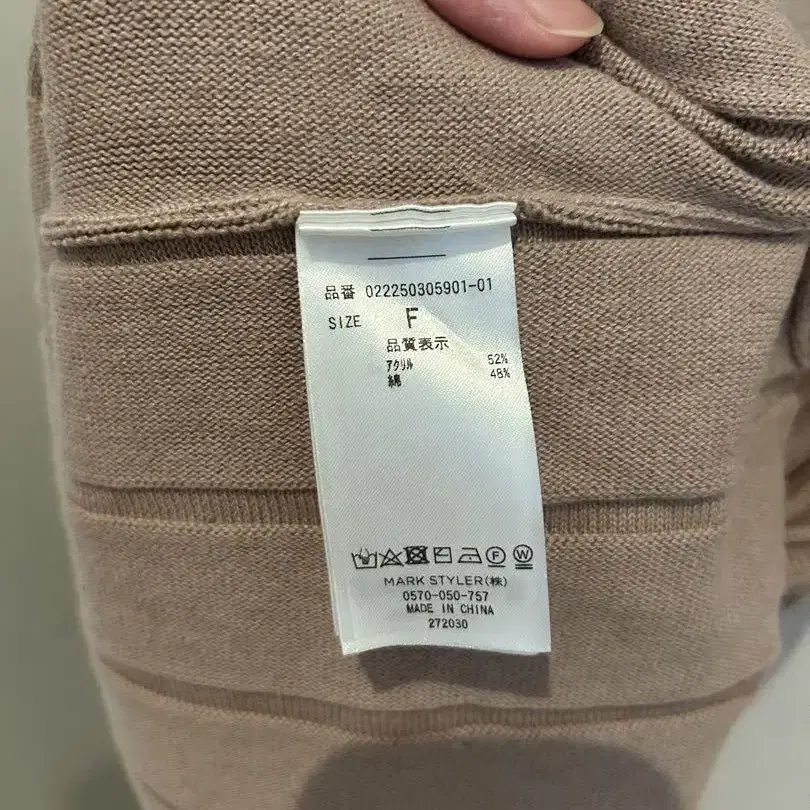 品番 022250305901-01
SIZE F
品質表示
アクリル 52%
綿 48%
F W
MARK STYLER(株)
0570-050-757
MADE IN CHINA
272030